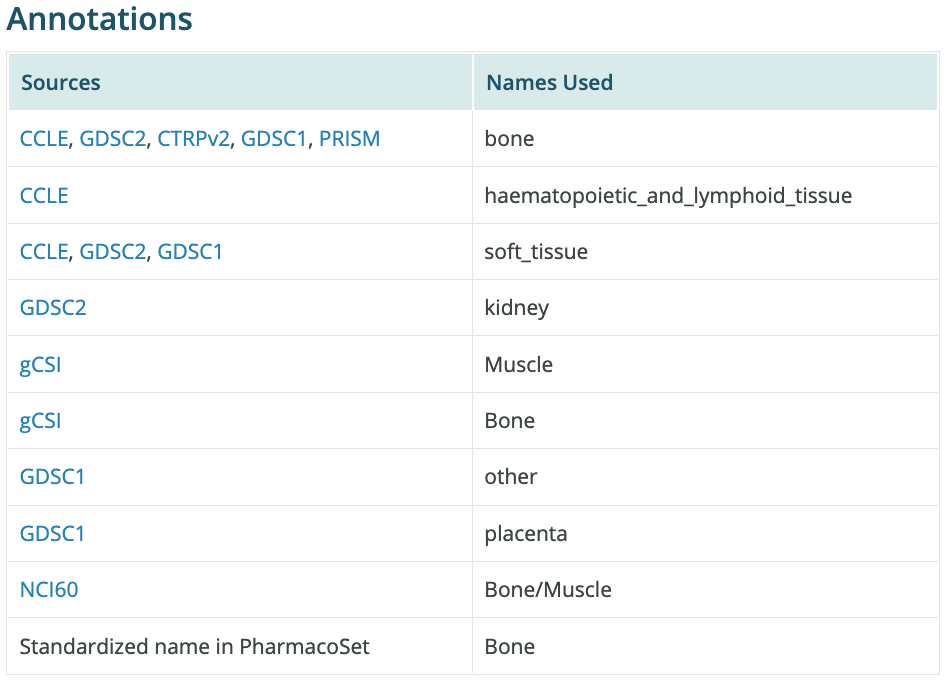 Annotations
Sources Names Used
CCLE, GDSC2, CTRPv2, GDSC1, PRISM bone
CCLE haematopoietic_and_lymphoid_tissue
CCLE, GDSC2, GDSC1 soft_tissue
GDSC2 kidney
gCSI Muscle
gCSI Bone
GDSC1 other
GDSC1 placenta
NCI60 Bone/Muscle
Standardized name in PharmacoSet Bone